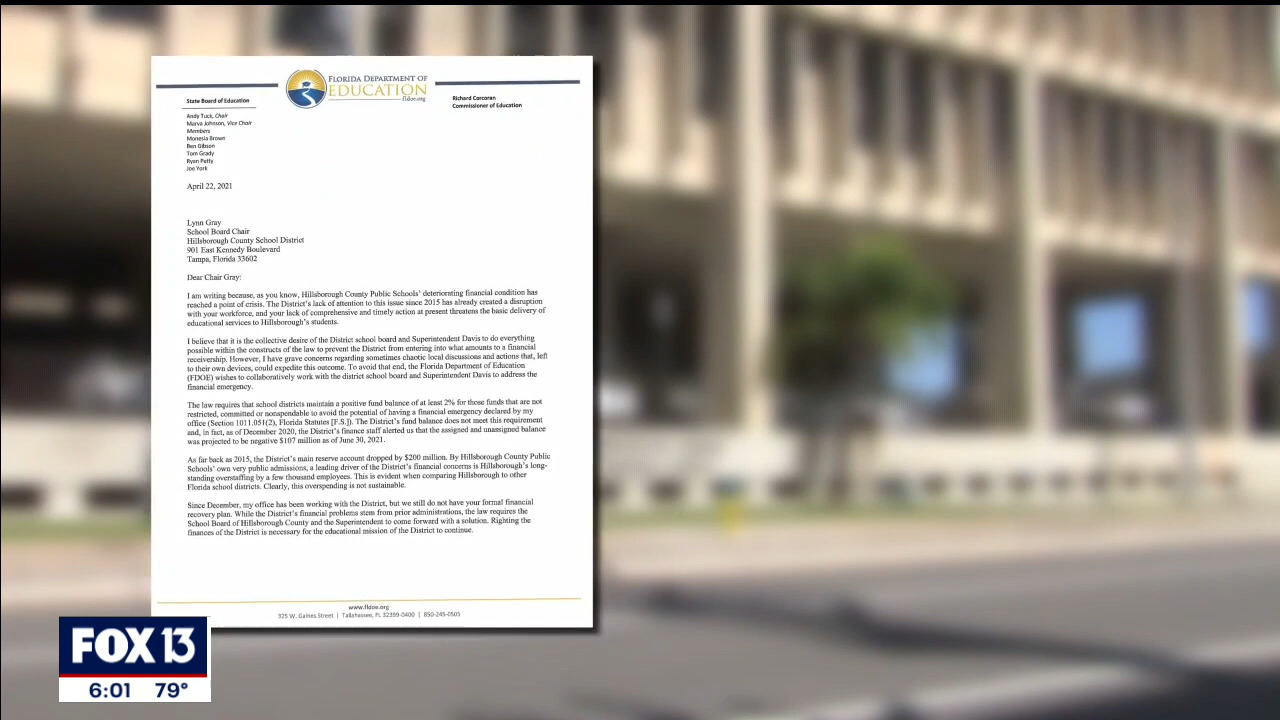 FLORIDA DEPARTMENT OF
EDUCATION
fldoe.org
State Board of Education
Andy Tuck, Chair
Marva Johnson, Vice Chair
Members
Monesia Brown
Ben Gibson
Tom Grady
Ryan Petty
Joe York
Richard Corcoran
Commissioner of Education
April 22, 2021
Lynn Gray
School Board Chair
Hillsborough County School District
901 East Kennedy Boulevard
Tampa, Florida 33602
Dear Chair Gray:
I am writing because, as you know, Hillsborough County Public Schools' deteriorating financial condition has
reached a point of crisis. The District's lack of attention to this issue since 2015 has already created a disruption
with your workforce, and your lack of comprehensive and timely action at present threatens the basic delivery of
educational services to Hillsborough's students.
I believe that it is the collective desire of the District school board and Superintendent Davis to do everything
possible within the constructs of the law to prevent the District from entering into what amounts to a financial
receivership. However, I have grave concerns regarding sometimes chaotic local discussions and actions that, left
to their own devices, could expedite this outcome. To avoid that end, the Florida Department of Education
(FDOE) wishes to collaboratively work with the district school board and Superintendent Davis to address the
financial emergency.
The law requires that school districts maintain a positive fund balance of at least 2% for those funds that are not
restricted, committed or nonspendable to avoid the potential of having a financial emergency declared by my
office (Section 1011.051(2), Florida Statutes [F.S.]). The District's fund balance does not meet this requirement
and, in fact, as of December 2020, the District's finance staff alerted us that the assigned and unassigned balance
was projected to be negative $107 million as of June 30, 2021.
As far back as 2015, the District's main reserve account dropped by $200 million. By Hillsborough County Public
Schools' own very public admissions, a leading driver of the District's financial concerns is Hillsborough's long-
standing overstaffing by a few thousand employees. This is evident when comparing Hillsborough to other
Florida school districts. Clearly, this overspending is not sustainable.
Since December, my office has been working with the District, but we still do not have your formal financial
recovery plan. While the District's financial problems stem from prior administrations, the law requires the
School Board of Hillsborough County and the Superintendent to come forward with a solution. Righting the
finances of the District is necessary for the educational mission of the District to continue.
www.fldoe.org
325 W. Gaines Street | Tallahassee, FL 32399-0400 | 850-245-0505
FOX 13
6:01 79°